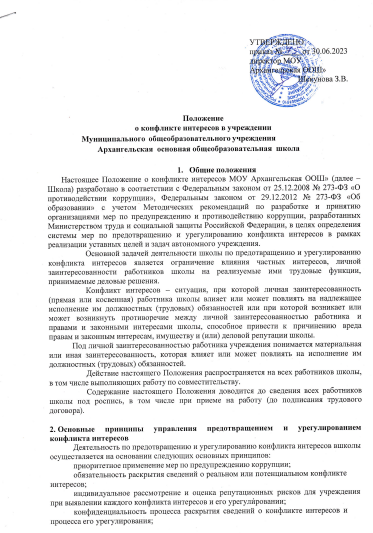 УТВЕРЖДЕНО
приказ № от 30.06.2023
директор МОУ
Архангельская ООШ»
Шевунова З.В.
Положение
о конфликте интересов в учреждении
Муниципального общеобразовательного учреждения
Архангельская основная общеобразовательная школа
1. Общие положения
Настоящее Положение о конфликте интересов МОУ Архангельская ООШ» (далее –
Школа) разработано в соответствии с Федеральным законом от 25.12.2008 № 273-ФЗ «О
противодействии коррупции», Федеральным законом от 29.12.2012 № 273-ФЗ «Об
образовании» с учетом Методических рекомендаций по разработке и принятию
организациями мер по предупреждению и противодействию коррупции, разработанных
Министерством труда и социальной защиты Российской Федерации, в целях определения
системы мер по предотвращению и урегулированию конфликта интересов в рамках
реализации уставных целей и задач автономного учреждения.
Основной задачей деятельности школы по предотвращению и урегулированию
конфликта интересов является ограничение влияния частных интересов, личной
заинтересованности работников школы на реализуемые ими трудовые функции,
принимаемые деловые решения.
Конфликт интересов – ситуация, при которой личная заинтересованность
(прямая или косвенная) работника школы влияет или может повлиять на надлежащее
исполнение им должностных (трудовых) обязанностей или при которой возникает или
может возникнуть противоречие между личной заинтересованностью работника и
правами и законными интересами школы, способное привести к причинению вреда
правам и законным интересам, имуществу и (или) деловой репутации школы.
Под личной заинтересованностью работника учреждения понимается материальная
или иная заинтересованность, которая влияет или может повлиять на исполнение им
должностных (трудовых) обязанностей.
Действие настоящего Положения распространяется на всех работников школы,
в том числе выполняющих работу по совместительству.
Содержание настоящего Положения доводится до сведения всех работников
школы под роспись, в том числе при приеме на работу (до подписания трудового
договора).
2. Основные принципы управления предотвращением и урегулированием
конфликта интересов
Деятельность по предотвращению и урегулированию конфликта интересов вшколы
осуществляется на основании следующих основных принципов:
приоритетное применение мер по предупреждению коррупции;
обязательность раскрытия сведений о реальном или потенциальном конфликте
интересов;
индивидуальное рассмотрение и оценка репутационных рисков для учреждения
при выявлении каждого конфликта интересов и его урегулировании;
конфиденциальность процесса раскрытия сведений о конфликте интересов и
процесса его урегулирования;